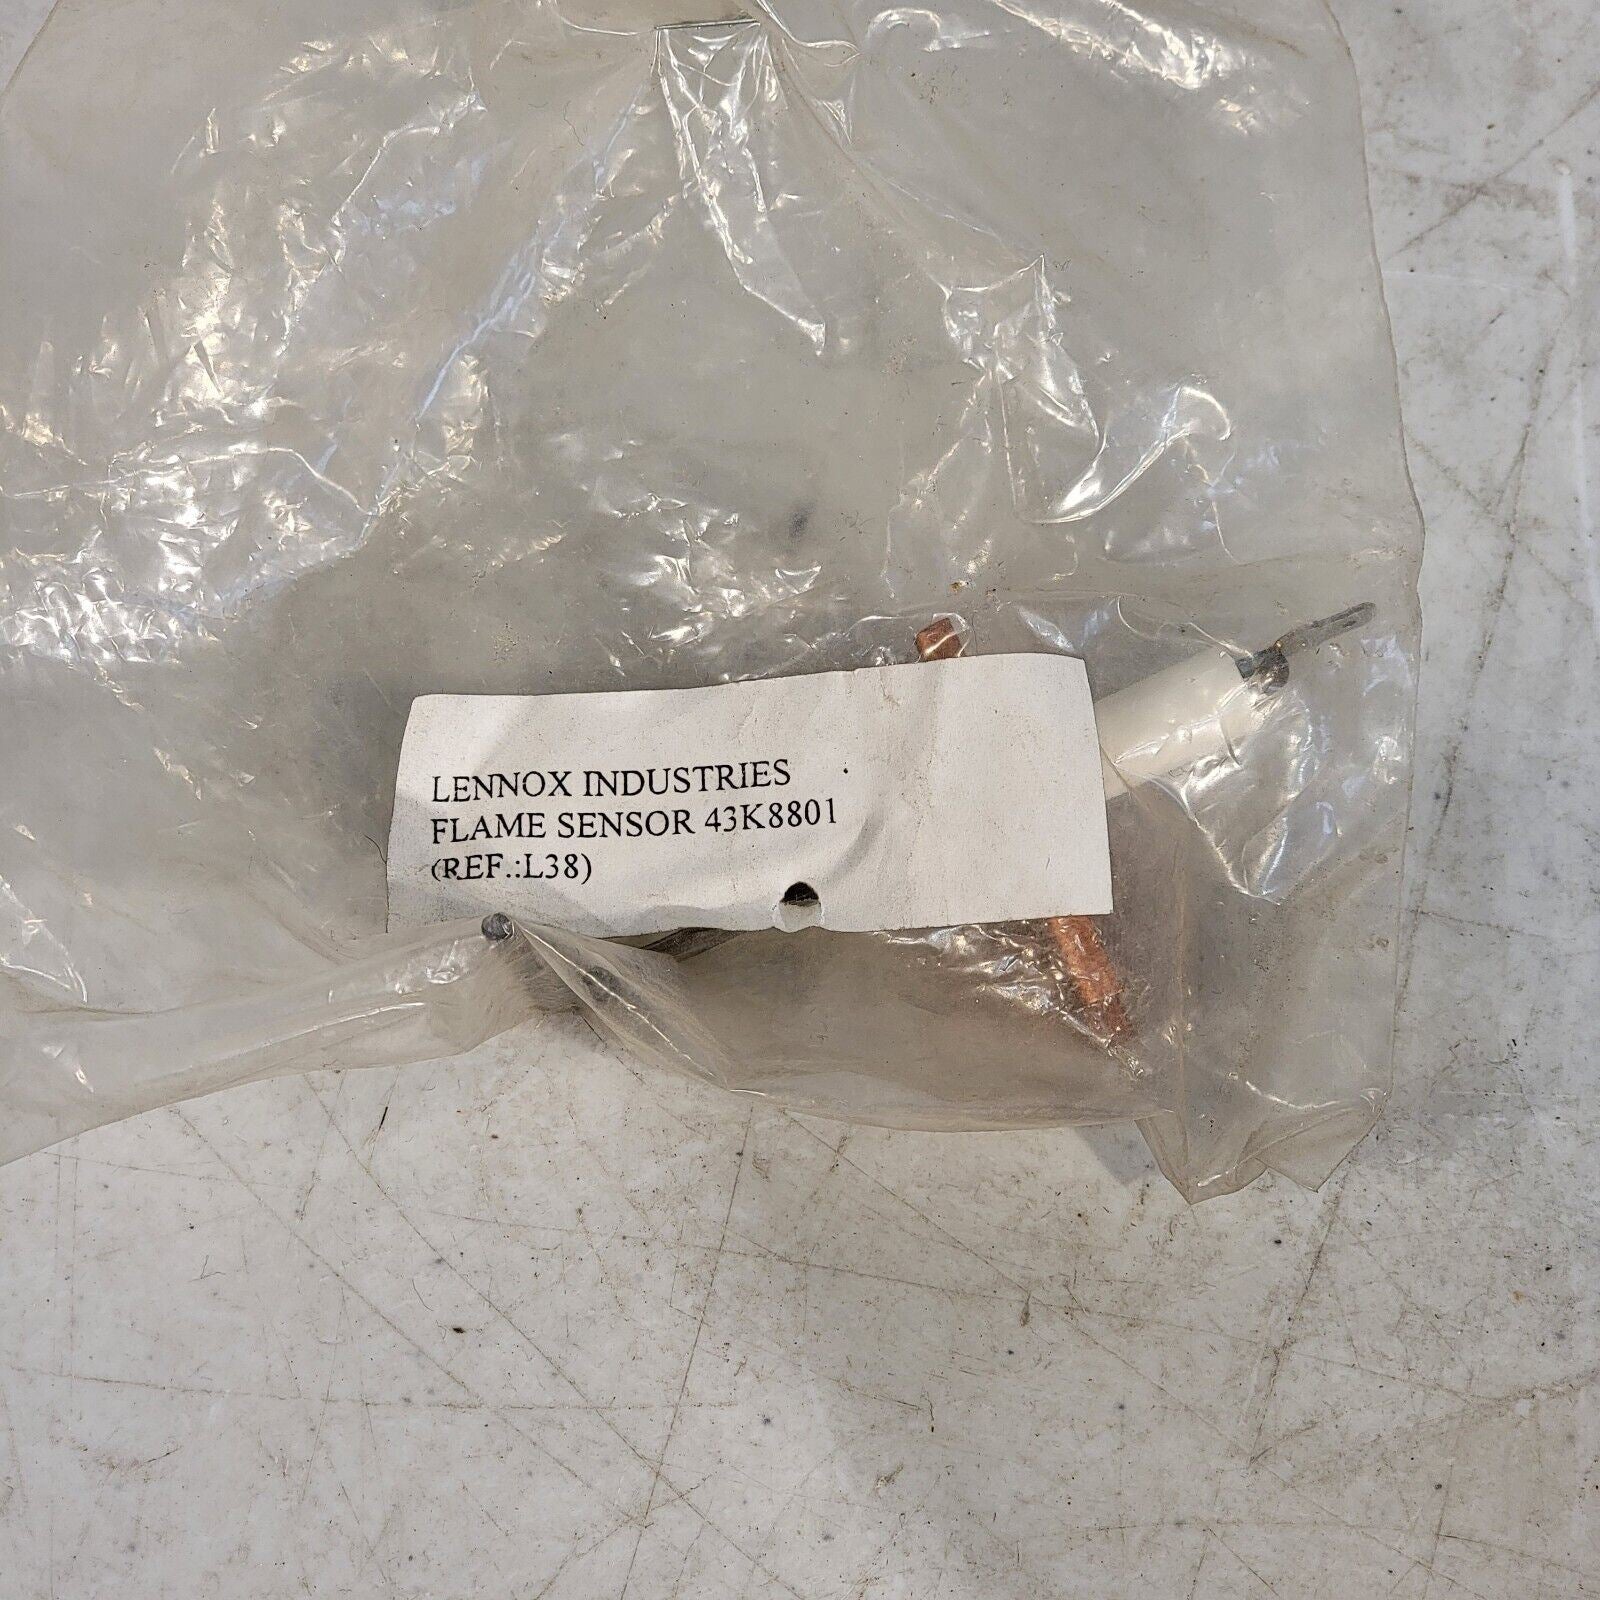 LENNOX INDUSTRIES
FLAME SENSOR 43K8801
(REF.:L38)